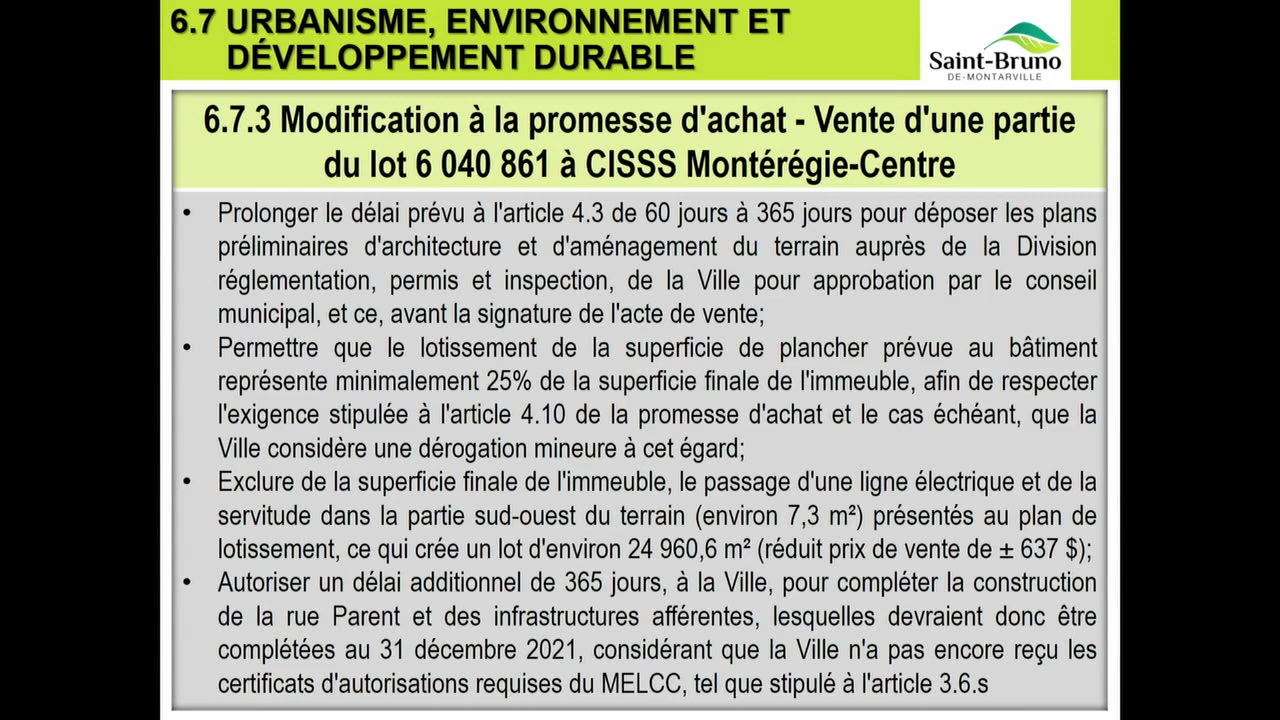 6.7 URBANISME, ENVIRONNEMENT ET
DÉVELOPPEMENT DURABLE
Saint-Bruno
DE-MONTARVILLE
6.7.3 Modification à la promesse d'achat - Vente d'une partie
du lot 6 040 861 à CISSS Montérégie-Centre
• Prolonger le délai prévu à l'article 4.3 de 60 jours à 365 jours pour déposer les plans
préliminaires d'architecture et d'aménagement du terrain auprès de la Division
réglementation, permis et inspection, de la Ville pour approbation par le conseil
municipal, et ce, avant la signature de l'acte de vente;
• Permettre que le lotissement de la superficie de plancher prévue au bâtiment
représente minimalement 25% de la superficie finale de l'immeuble, afin de respecter
l'exigence stipulée à l'article 4.10 de la promesse d'achat et le cas échéant, que la
Ville considère une dérogation mineure à cet égard;
• Exclure de la superficie finale de l'immeuble, le passage d'une ligne électrique et de la
servitude dans la partie sud-ouest du terrain (environ 7,3 m²) présentés au plan de
lotissement, ce qui crée un lot d'environ 24 960,6 m² (réduit prix de vente de ± 637 $);
• Autoriser un délai additionnel de 365 jours, à la Ville, pour compléter la construction
de la rue Parent et des infrastructures afférentes, lesquelles devraient donc être
complétées au 31 décembre 2021, considérant que la Ville n'a pas encore reçu les
certificats d'autorisations requises du MELCC, tel que stipulé à l'article 3.6.s